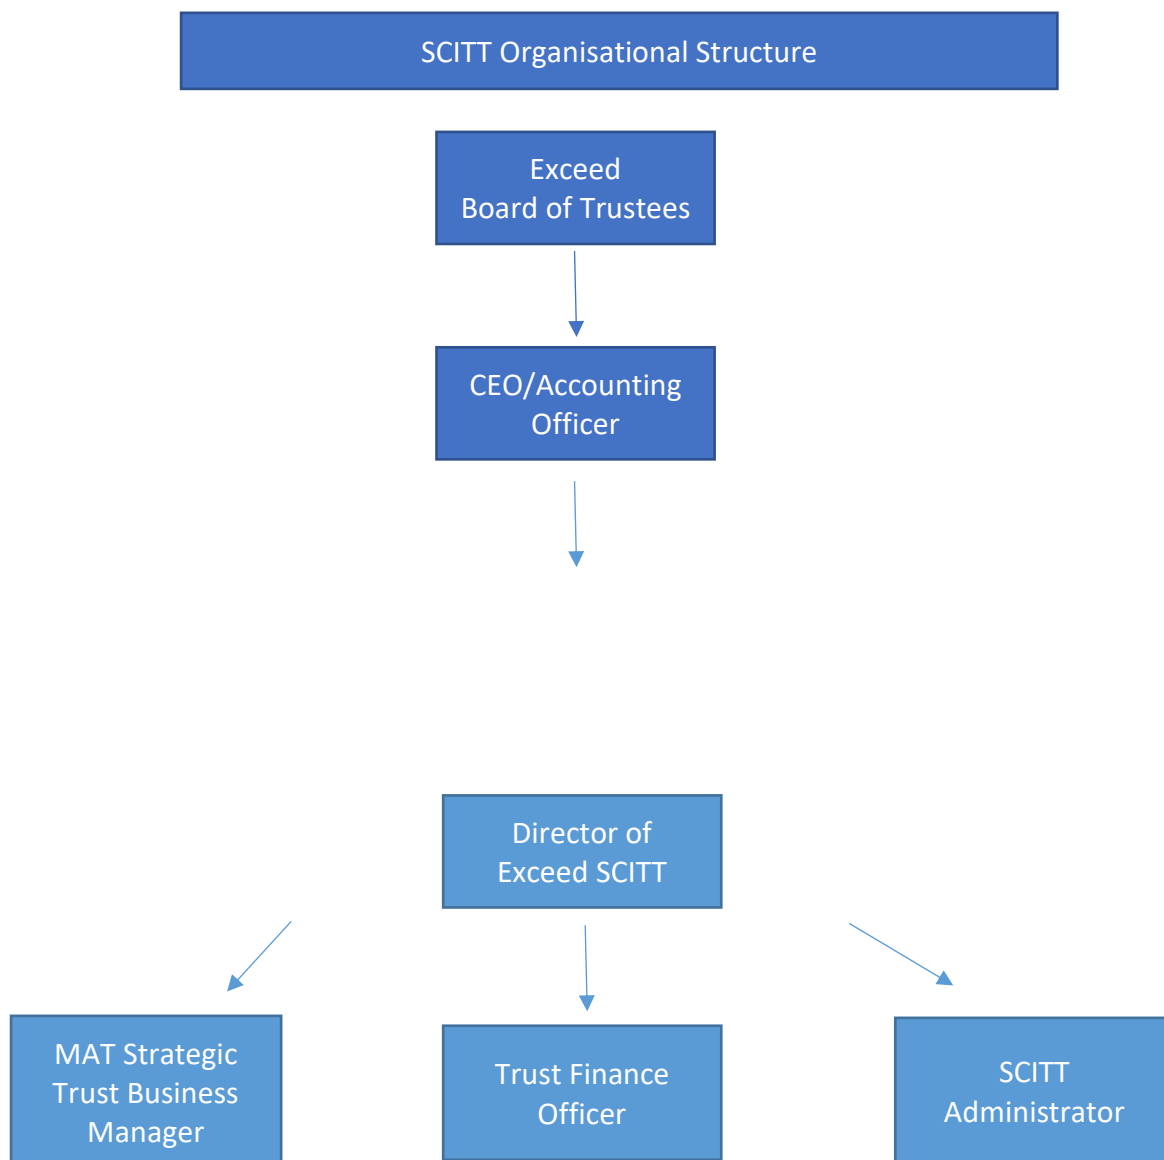 SCITT Organisational Structure
Exceed
Board of Trustees
CEO/Accounting
Officer
Director of
Exceed SCITT
MAT Strategic
Trust Business
Manager
Trust Finance
Officer
SCITT
Administrator